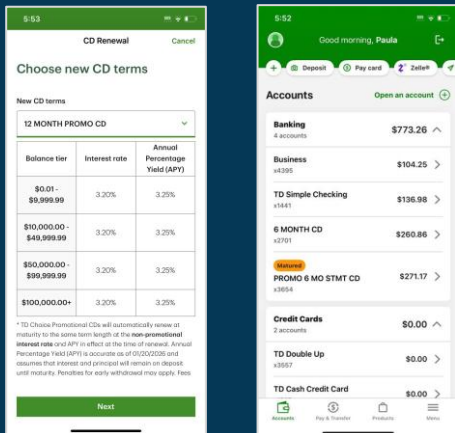 5:53
CD Renewal
Cancel
Choose new CD terms
New CD terms
12 MONTH PROMO CD
Balance tier
Interest rate
Annual
Percentage
Yield (APY)
$0.01 -
$9,999.99
3.20%
3.25%
$10,000.00 -
$49,999.99
3.20%
3.25%
$50,000.00 -
$99,999.99
3.20%
3.25%
$100,000.00+
3.20%
3.25%
* TD Choice Promotional CDs will automatically renew at
maturity to the same term length at the non-promotional
interest rate and APY in effect at the time of renewal. Annual
Percentage Yield (APY) is accurate as of 01/20/2026 and
assumes that interest and principal will remain on deposit
until maturity. Penalties for early withdrawal may apply. Fees
Next
5:52
Good morning, Paula
Deposit
Pay card
Zelle®
Accounts
Open an account
Banking
4 accounts
$773.26
Business
x4395
$104.25
TD Simple Checking
x1441
$136.98
6 MONTH CD
x2701
$260.86
Matured
PROMO 6 MO STMT CD
x3654
$271.17
Credit Cards
2 accounts
$0.00
TD Double Up
x3557
$0.00
TD Cash Credit Card
$0.00
Accounts
Pay & Transfer
Products
Menu